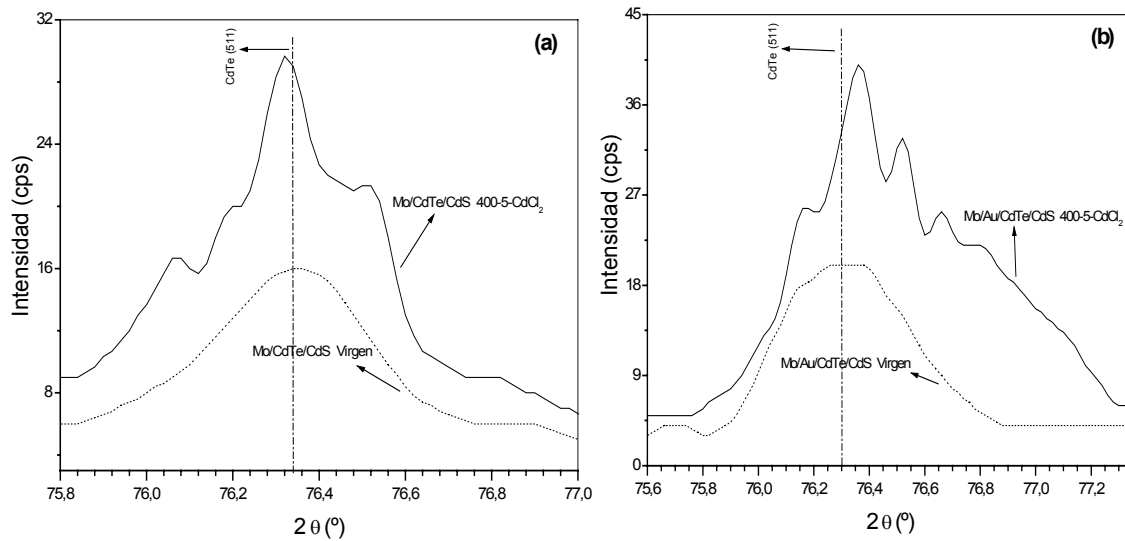 (a)
CdTe (511)
Intensidad (cps)
32
24
16
8
Mo/CdTe/CdS 400-5-CdCl₂
Mo/CdTe/CdS Virgen
75,8 76,0 76,2 76,4 76,6 76,8 77,0
2 θ (º)
(b)
CdTe (511)
Intensidad (cps)
45
36
27
18
9
0
Mo/Au/CdTe/CdS 400-5-CdCl₂
Mo/Au/CdTe/CdS Virgen
75,6 75,8 76,0 76,2 76,4 76,6 76,8 77,0 77,2
2 θ (º)